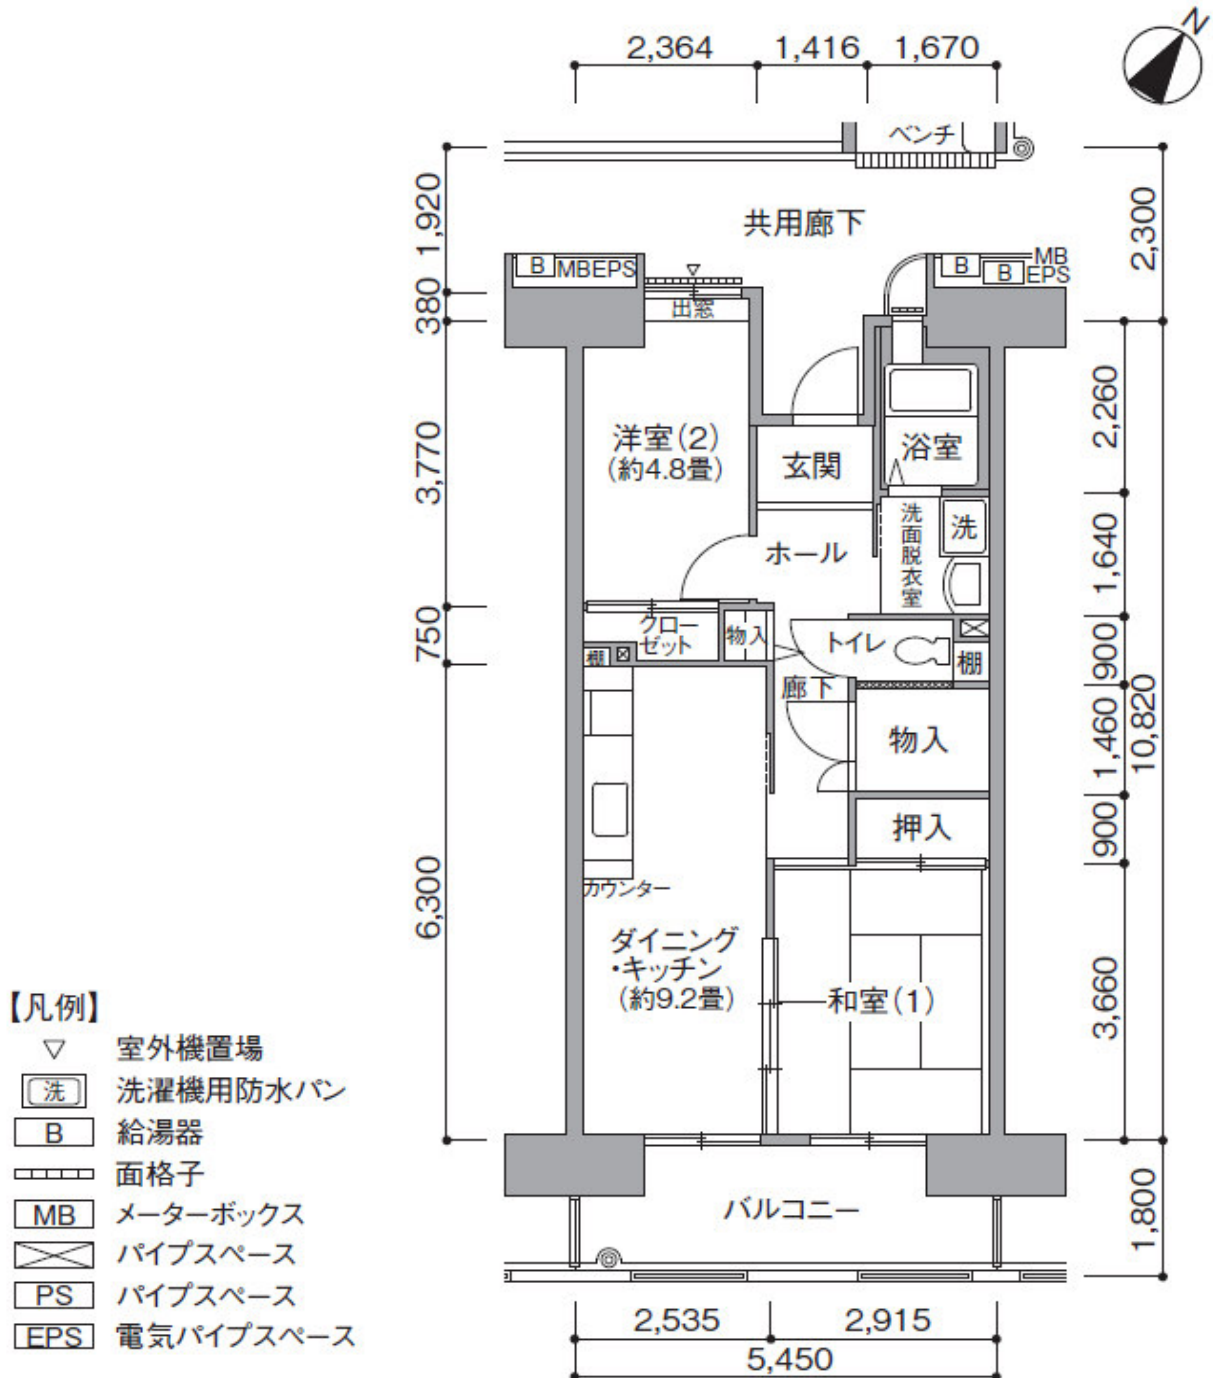 N
2,364
1,416
1,670
ベンチ
1,920
380
3,770
750
6,300
共用廊下
2,300
B
MBEPS
B
MB
B
EPS
出窓
洋室(2)
(約4.8畳)
玄関
浴室
2,260
ホール
洗面脱衣室
洗
1,640
クロー
ゼット
物入
トイレ
棚
棚
900
廊下
物入
1,460
10,820
押入
900
カウンター
ダイニング
・キッチン
(約9.2畳)
和室(1)
3,660
バルコニー
1,800
2,535
2,915
5,450
【凡例】
室外機置場
洗 洗濯機用防水パン
B 給湯器
面格子
MB メーターボックス
パイプスペース
PS パイプスペース
EPS 電気パイプスペース